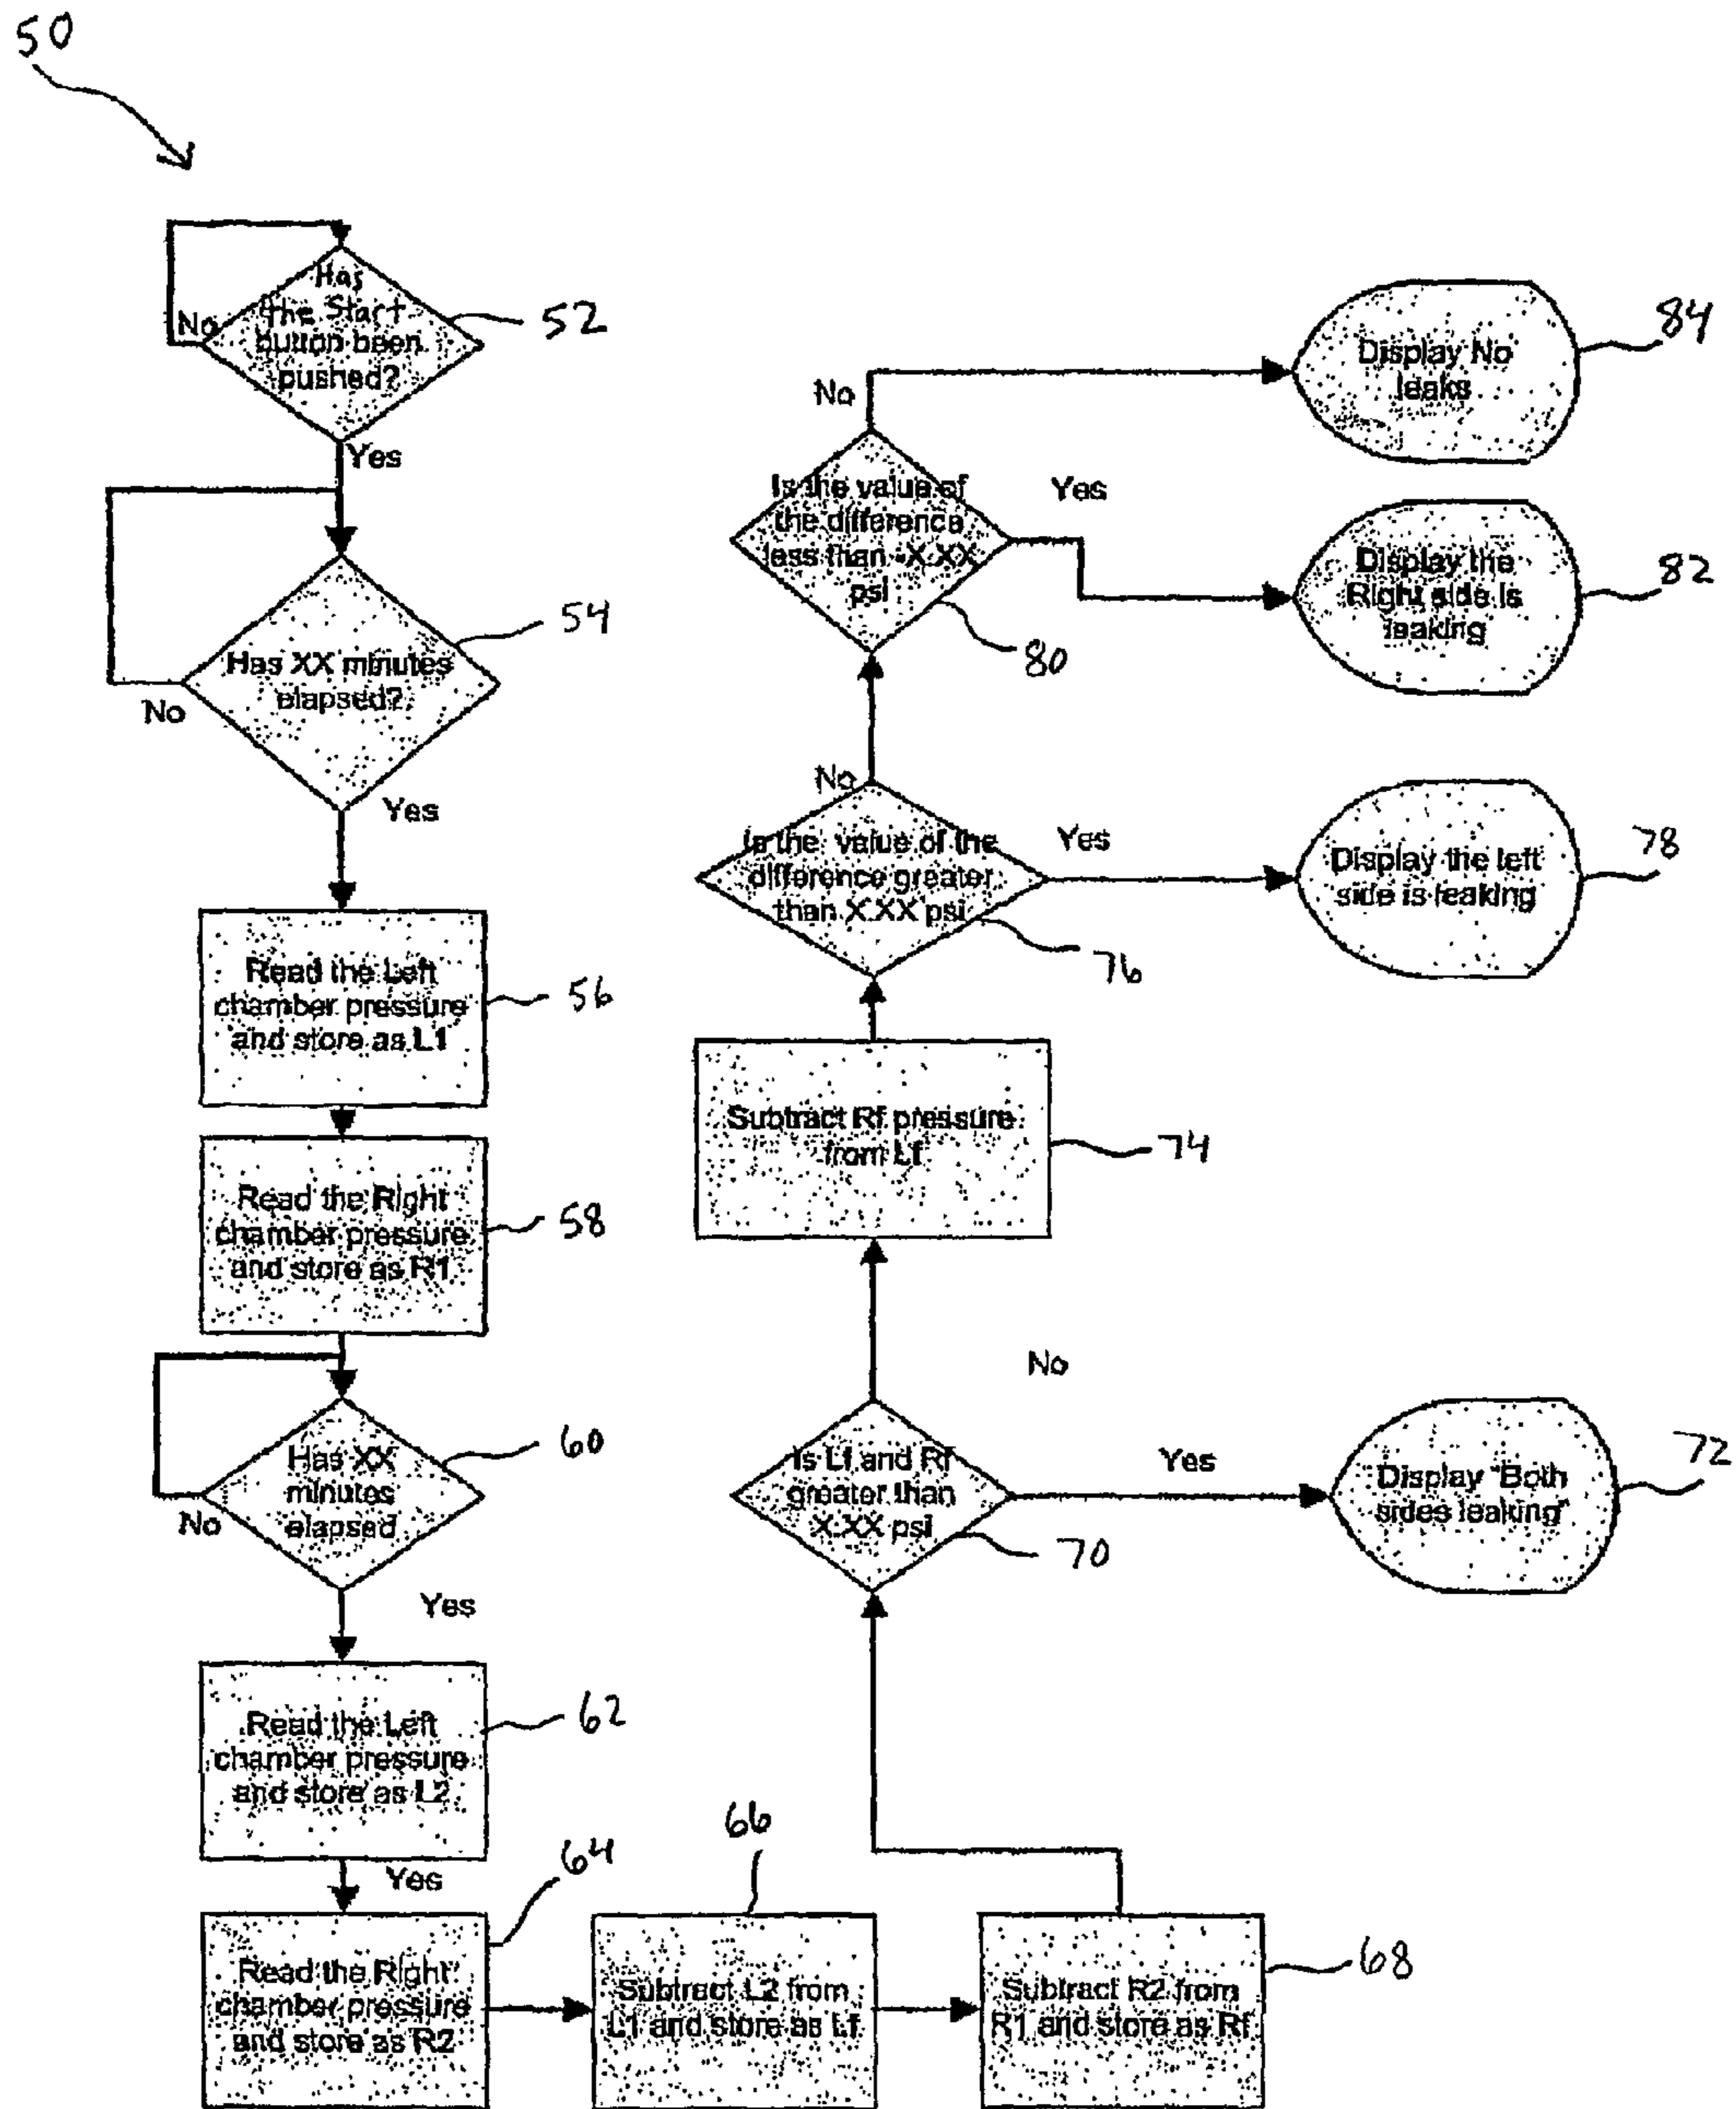 50
Has
the Start
button been
pushed?
No
52
Yes
Has XX minutes
elapsed?
No
54
Yes
Read the Left
chamber pressure
and store as L1
56
Read the Right
chamber pressure
and store as R1
58
Has XX
minutes
elapsed
No
60
Yes
Read the Left
chamber pressure
and store as L2
62
Yes
Read the Right
chamber pressure
and store as R2
64
Subtract L2 from
L1 and store as Lf
66
Subtract R2 from
R1 and store as Rf
68
Is Lf and Rf
greater than
X.XX psi
70
Yes
Display "Both
sides leaking"
72
No
Subtract Rf pressure
from Lf
74
Is the value of the
difference greater
than X.XX psi
76
Yes
Display the left
side is leaking
78
No
Is the value of
the difference
less than -X.XX
psi
80
Yes
Display the
Right side is
leaking
82
No
Display No
leaks
84